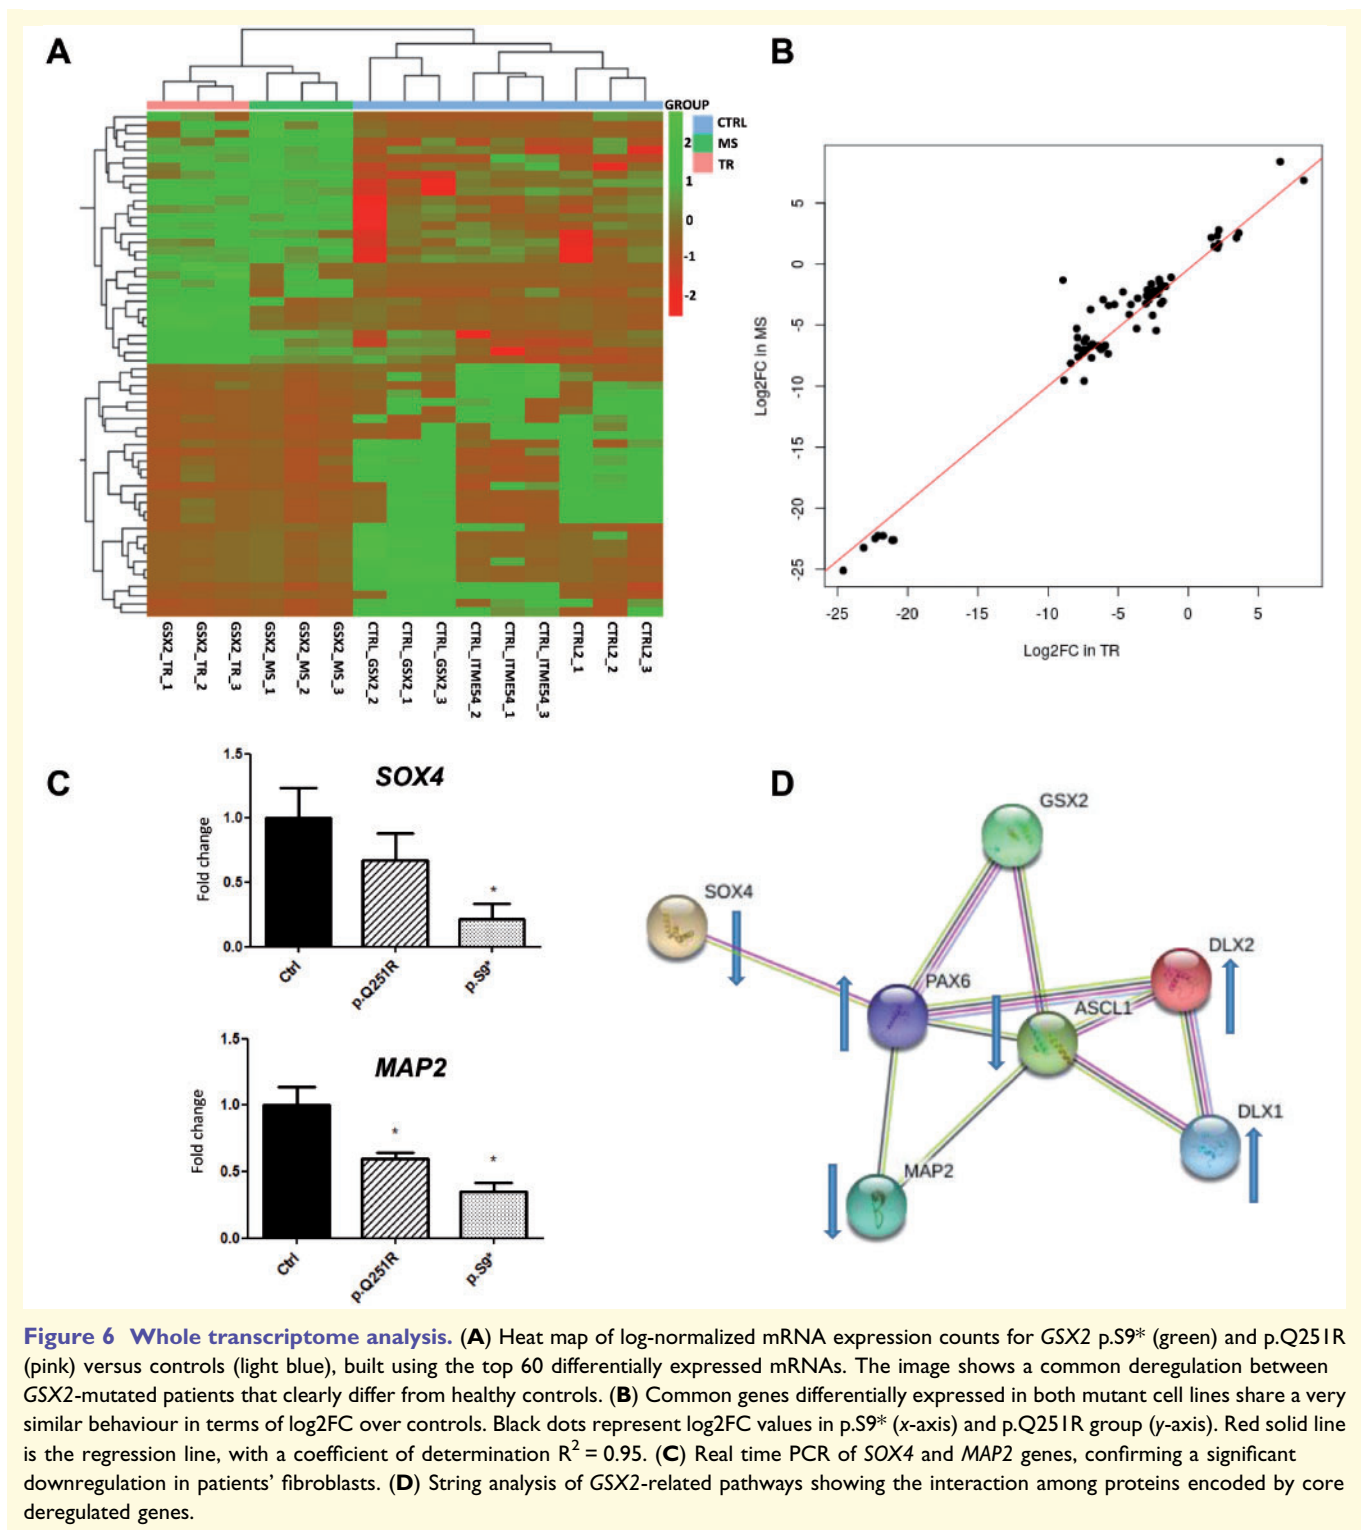 A
GROUP
CTRL
MS
TR
2
1
0
-1
-2
GSX2_TR_1
GSX2_TR_2
GSX2_TR_3
GSX2_MS_1
GSX2_MS_2
GSX2_MS_3
CTRL_GSX2_2
CTRL_GSX2_1
CTRL_GSX2_3
CTRL_ITME54_2
CTRL_ITME54_1
CTRL_ITME54_3
CTRL2_1
CTRL2_2
CTRL2_3
B
Log2FC in MS
5
0
-5
-10
-15
-20
-25
-25
-20
-15
-10
-5
0
5
Log2FC in TR
C
SOX4
Fold change
1.5
1.0
0.5
0.0
*
Ctrl
p.Q251R
p.S9*
MAP2
Fold change
1.5
1.0
0.5
0.0
*
*
Ctrl
p.Q251R
p.S9*
D
GSX2
SOX4
DLX2
PAX6
ASCL1
DLX1
MAP2
Figure 6 Whole transcriptome analysis. (A) Heat map of log-normalized mRNA expression counts for GSX2 p.S9* (green) and p.Q251R
(pink) versus controls (light blue), built using the top 60 differentially expressed mRNAs. The image shows a common deregulation between
GSX2-mutated patients that clearly differ from healthy controls. (B) Common genes differentially expressed in both mutant cell lines share a very
similar behaviour in terms of log2FC over controls. Black dots represent log2FC values in p.S9* (x-axis) and p.Q251R group (y-axis). Red solid line
is the regression line, with a coefficient of determination R² = 0.95. (C) Real time PCR of SOX4 and MAP2 genes, confirming a significant
downregulation in patients' fibroblasts. (D) String analysis of GSX2-related pathways showing the interaction among proteins encoded by core
deregulated genes.